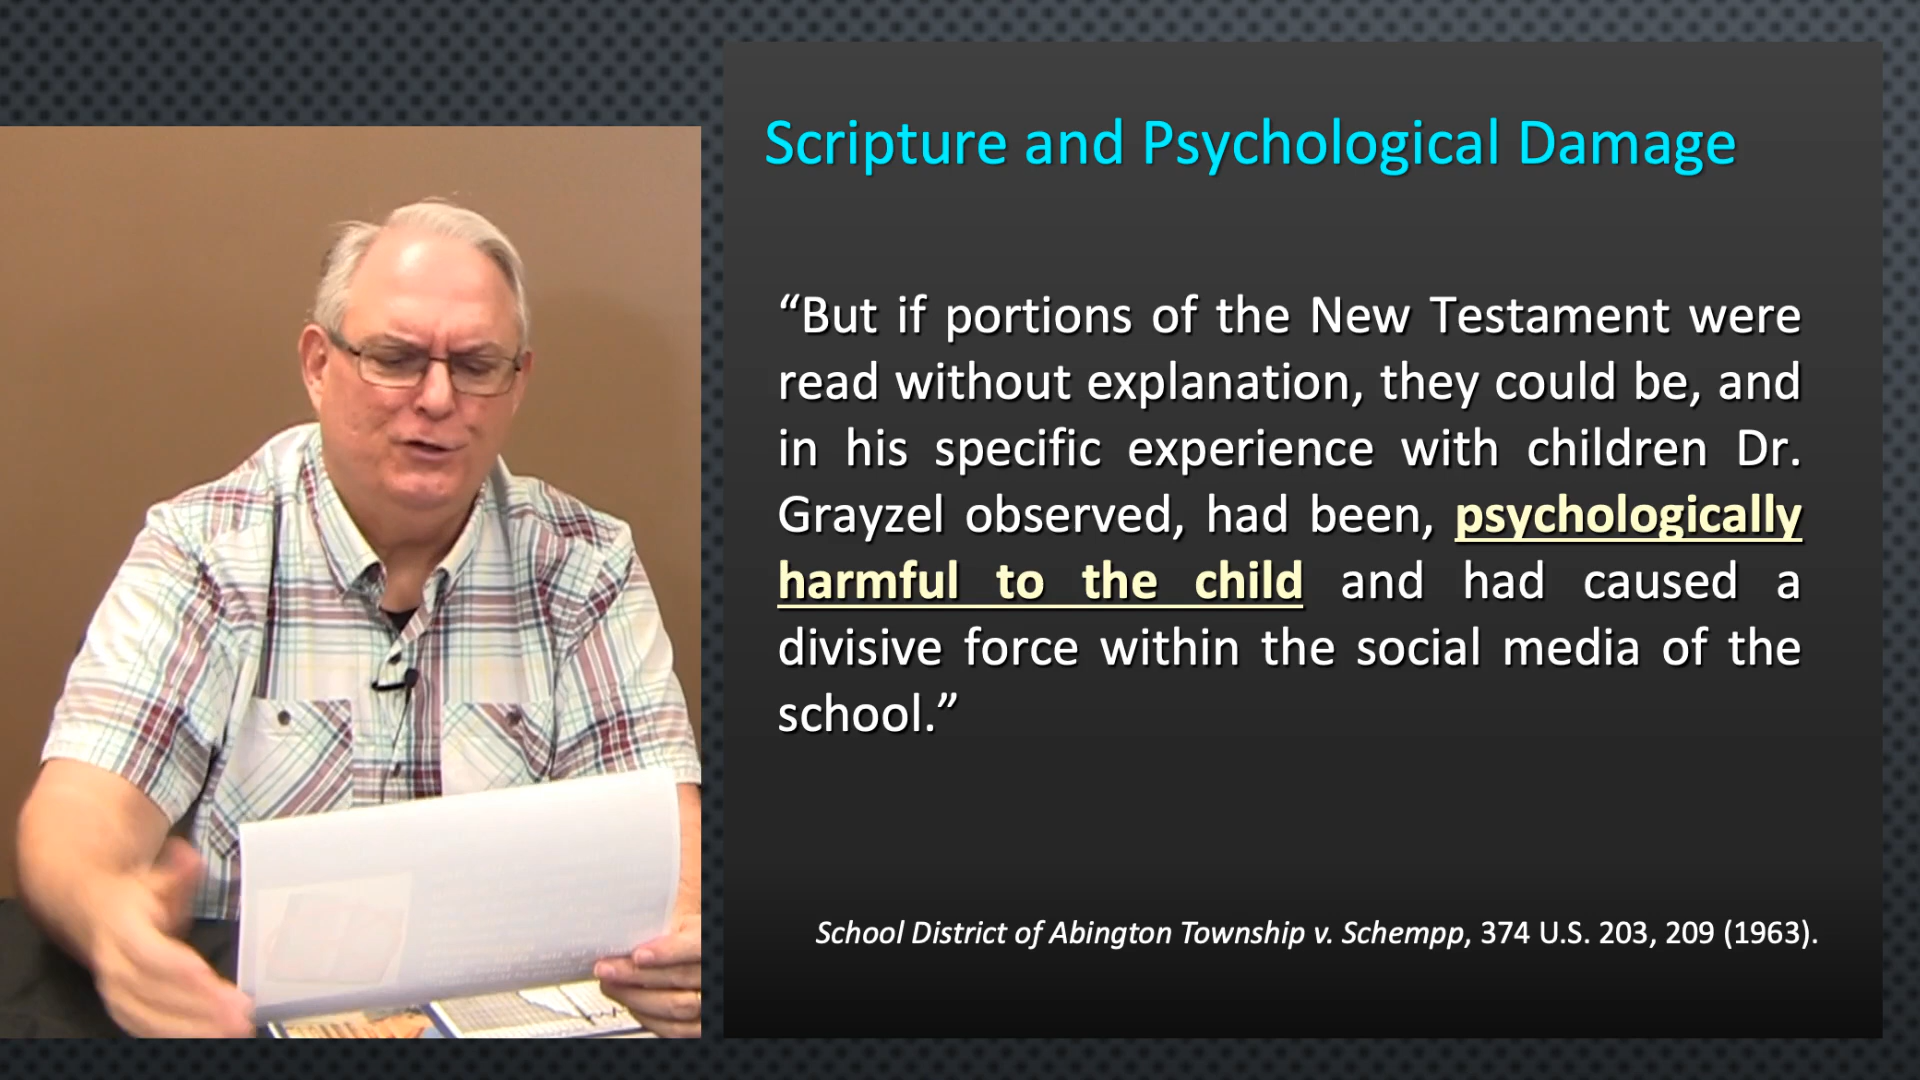 Scripture and Psychological Damage
“But if portions of the New Testament were
read without explanation, they could be, and
in his specific experience with children Dr.
Grayzel observed, had been, psychologically
harmful to the child and had caused a
divisive force within the social media of the
school.”
School District of Abington Township v. Schempp, 374 U.S. 203, 209 (1963).